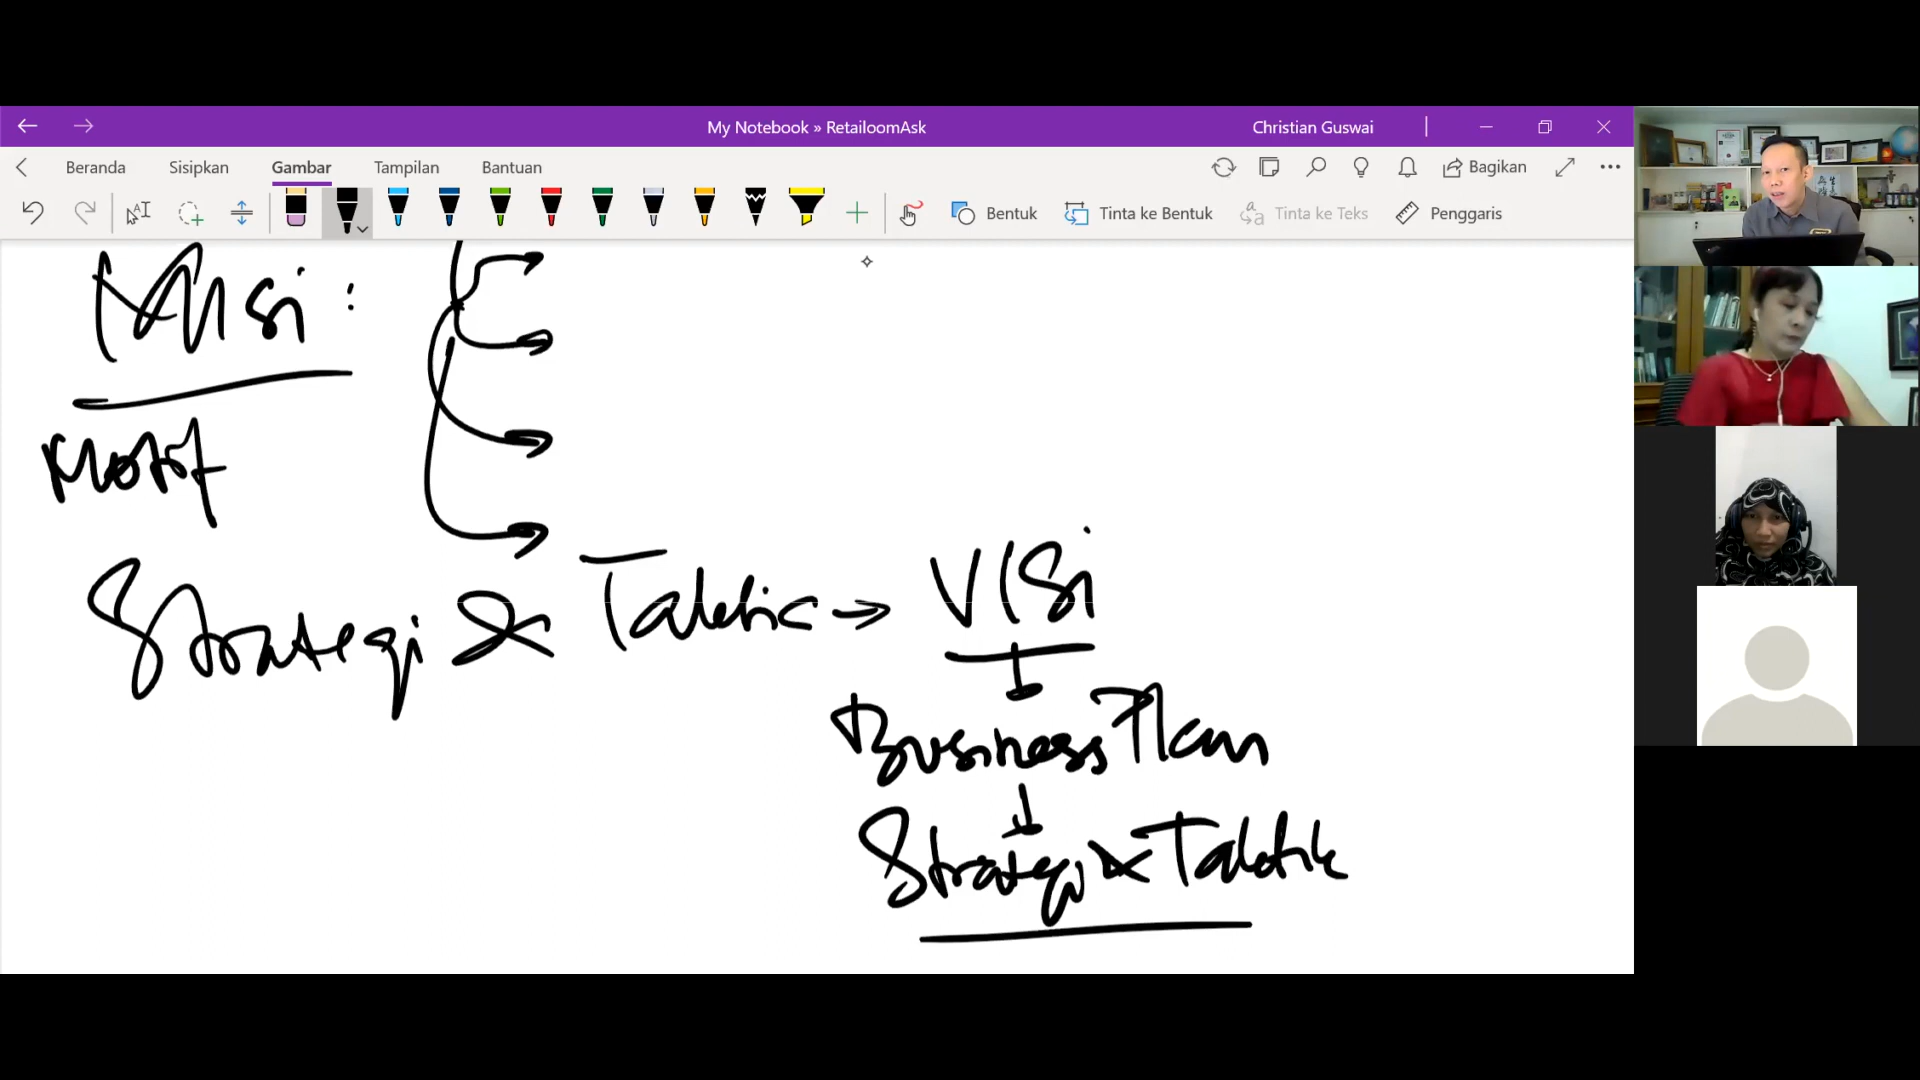 My Notebook » RetailoomAsk
Christian Guswai
Beranda Sisipkan Gambar Tampilan Bantuan
Bagikan
Bentuk Tinta ke Bentuk Tinta ke Teks Penggaris
Misi :
Motif
Strategi & Taktic → VISi
Business Plan
Strategi & Taktik